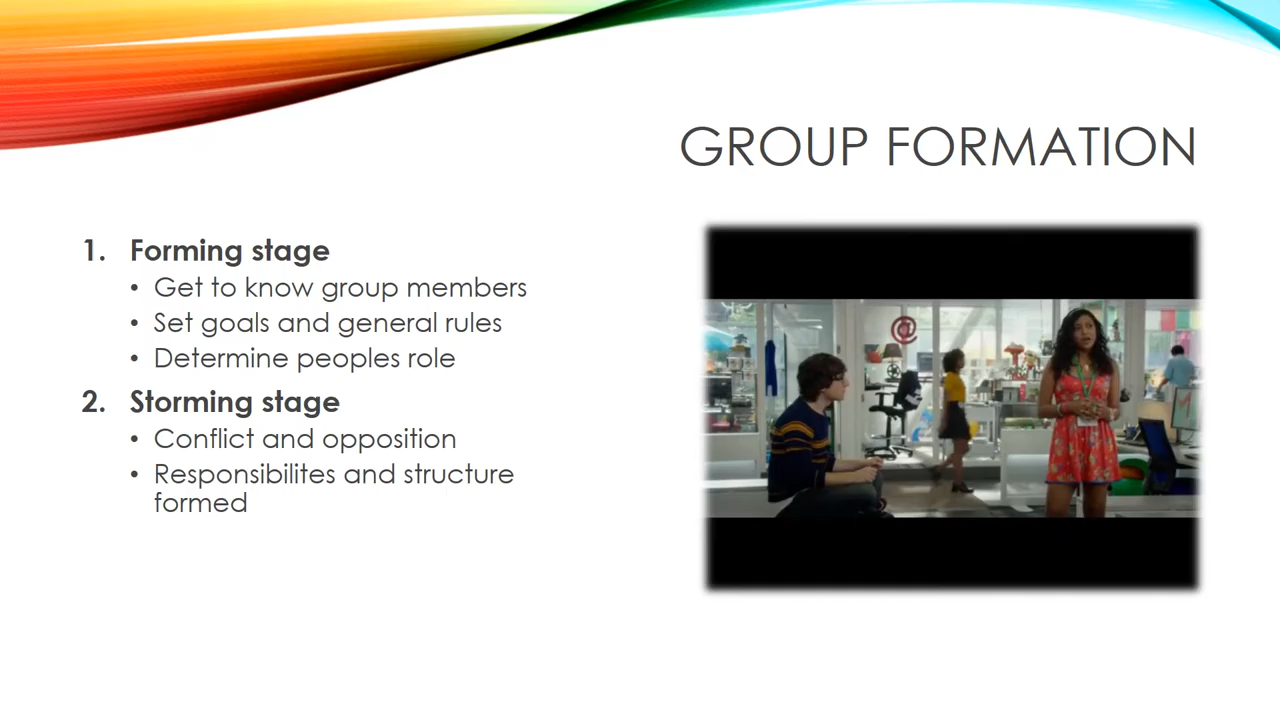 GROUP FORMATION
1. Forming stage
• Get to know group members
• Set goals and general rules
• Determine peoples role
2. Storming stage
• Conflict and opposition
• Responsibilites and structure
formed
@